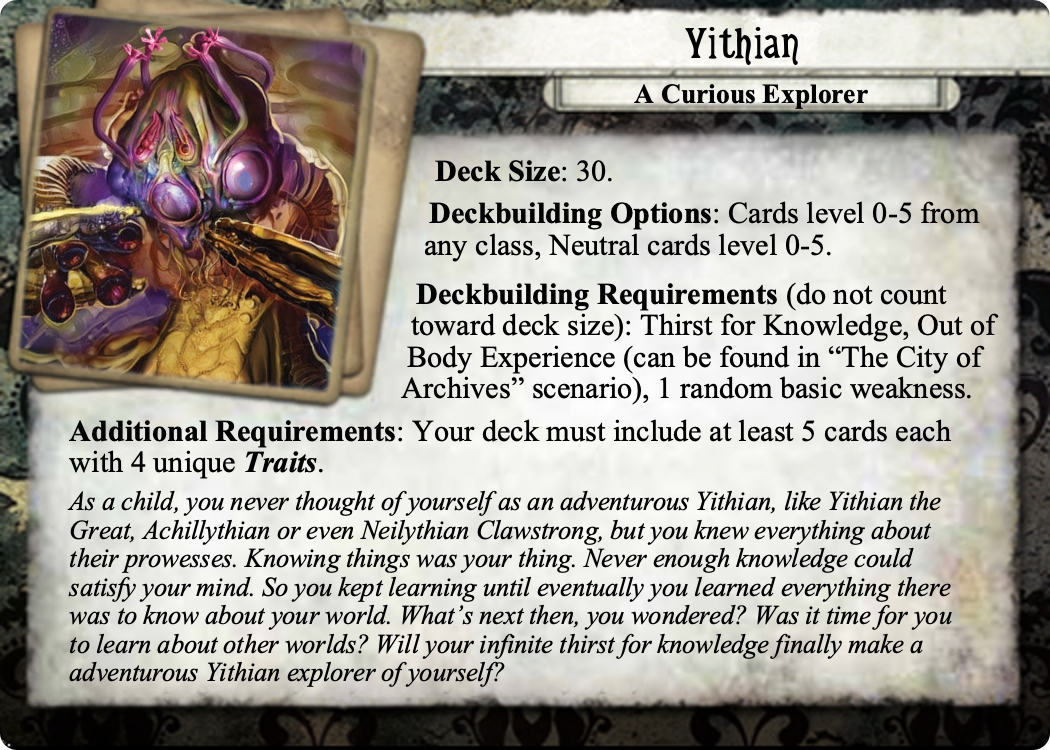 Yithian
A Curious Explorer
Deck Size: 30.
Deckbuilding Options: Cards level 0-5 from
any class, Neutral cards level 0-5.
Deckbuilding Requirements (do not count
toward deck size): Thirst for Knowledge, Out of
Body Experience (can be found in “The City of
Archives” scenario), 1 random basic weakness.
Additional Requirements: Your deck must include at least 5 cards each
with 4 unique Traits.
As a child, you never thought of yourself as an adventurous Yithian, like Yithian the
Great, Achillythian or even Neilythian Clawstrong, but you knew everything about
their prowesses. Knowing things was your thing. Never enough knowledge could
satisfy your mind. So you kept learning until eventually you learned everything there
was to know about your world. What’s next then, you wondered? Was it time for you
to learn about other worlds? Will your infinite thirst for knowledge finally make a
adventurous Yithian explorer of yourself?